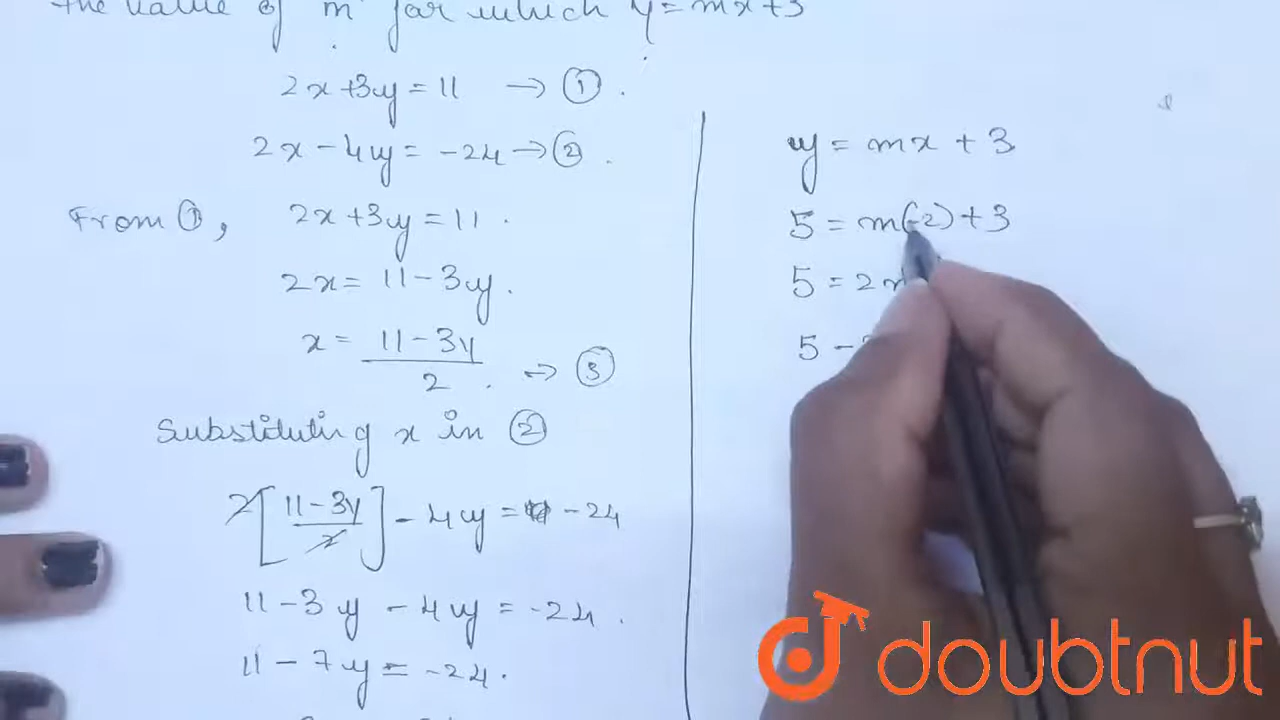 the value of 'm' for which y = mx + 3
2x + 3y = 11 → ①.
2x - 4y = -24 → ②.
From ①, 2x + 3y = 11.
2x = 11 - 3y.
x = 11 - 3y / 2. → ③
Substituting x in ②
2[11 - 3y / 2] - 4y = -24
11 - 3y - 4y = -24.
11 - 7y = -24.
y = mx + 3
5 = m(-2) + 3
5 = 2m
5 -
doubtnut